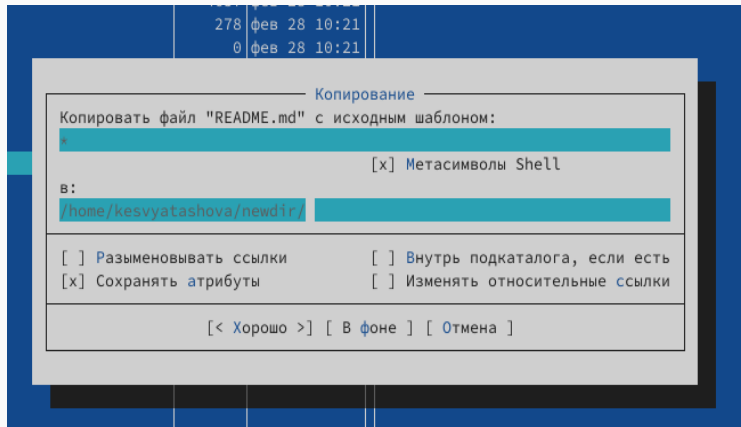 278 фев 28 10:21
0 фев 28 10:21
Копирование
Копировать файл "README.md" с исходным шаблоном:
*
[x] Метасимволы Shell
в:
/home/kesvyatashova/newdir/
[ ] Разыменовывать ссылки [ ] Внутрь подкаталога, если есть
[x] Сохранять атрибуты [ ] Изменять относительные ссылки
[< Хорошо >] [ В фоне ] [ Отмена ]